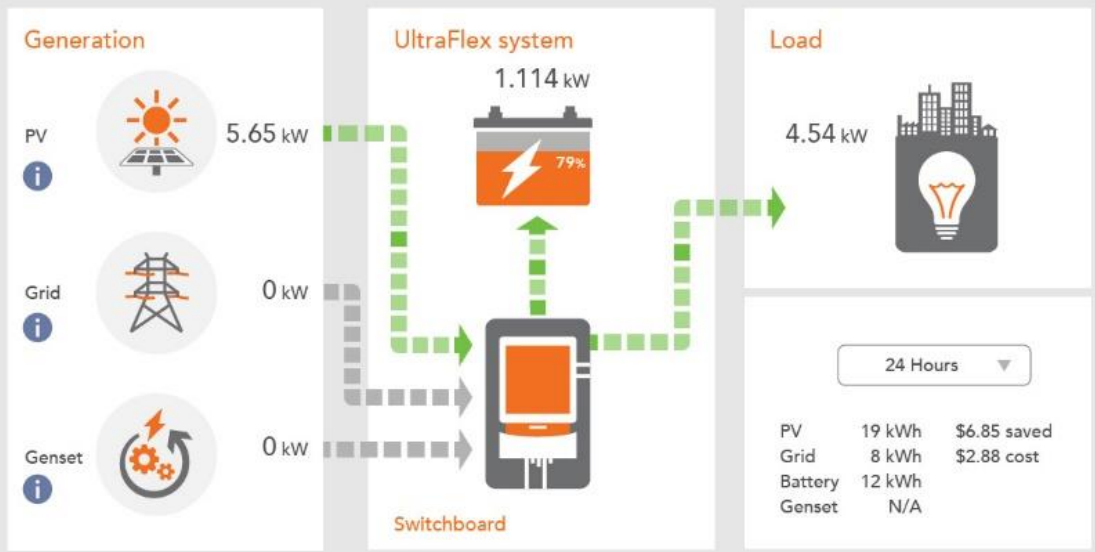 Generation
PV
5.65 kW
i
Grid
0 kW
i
Genset
0 kW
i
UltraFlex system
1.114 kW
79%
Switchboard
Load
4.54 kW
24 Hours
PV 19 kWh $6.85 saved
Grid 8 kWh $2.88 cost
Battery 12 kWh
Genset N/A